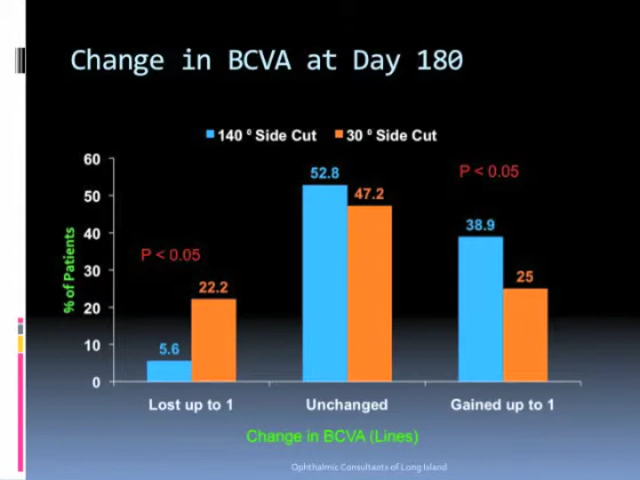 Change in BCVA at Day 180
140 º Side Cut 30 º Side Cut
60
50
40
30
20
10
0
% of Patients
P < 0.05
P < 0.05
5.6
22.2
52.8
47.2
38.9
25
Lost up to 1 Unchanged Gained up to 1
Change in BCVA (Lines)
Ophthalmic Consultants of Long Island